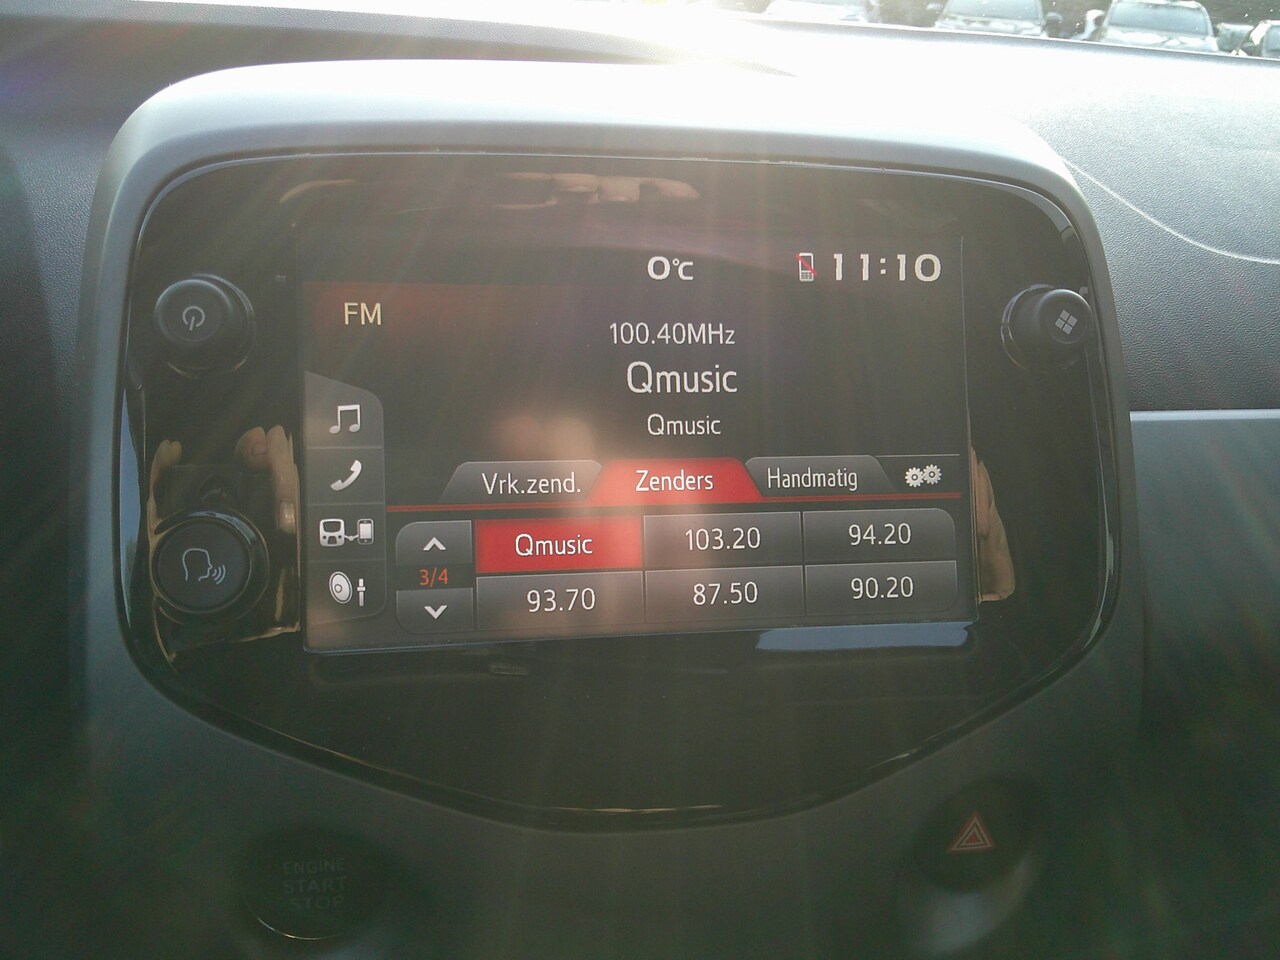 0°C 11:10
FM
100.40MHz
Qmusic
Qmusic
Vrk.zend. Zenders Handmatig
Qmusic 103.20 94.20
3/4
93.70 87.50 90.20
ENGINE
START
STOP